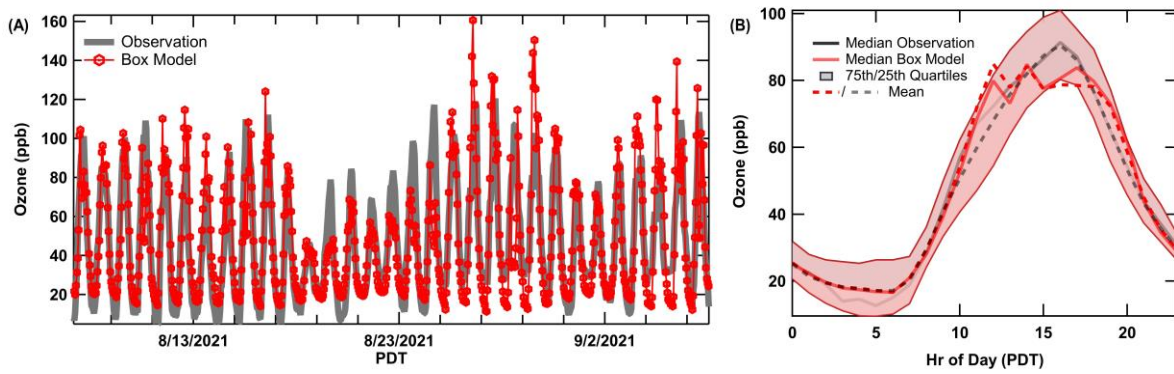 (A)
Ozone (ppb)
160
140
120
100
80
60
40
20
Observation
Box Model
8/13/2021
8/23/2021
9/2/2021
PDT
(B)
Ozone (ppb)
100
80
60
40
20
Median Observation
Median Box Model
75th/25th Quartiles
/ Mean
0
5
10
15
20
Hr of Day (PDT)